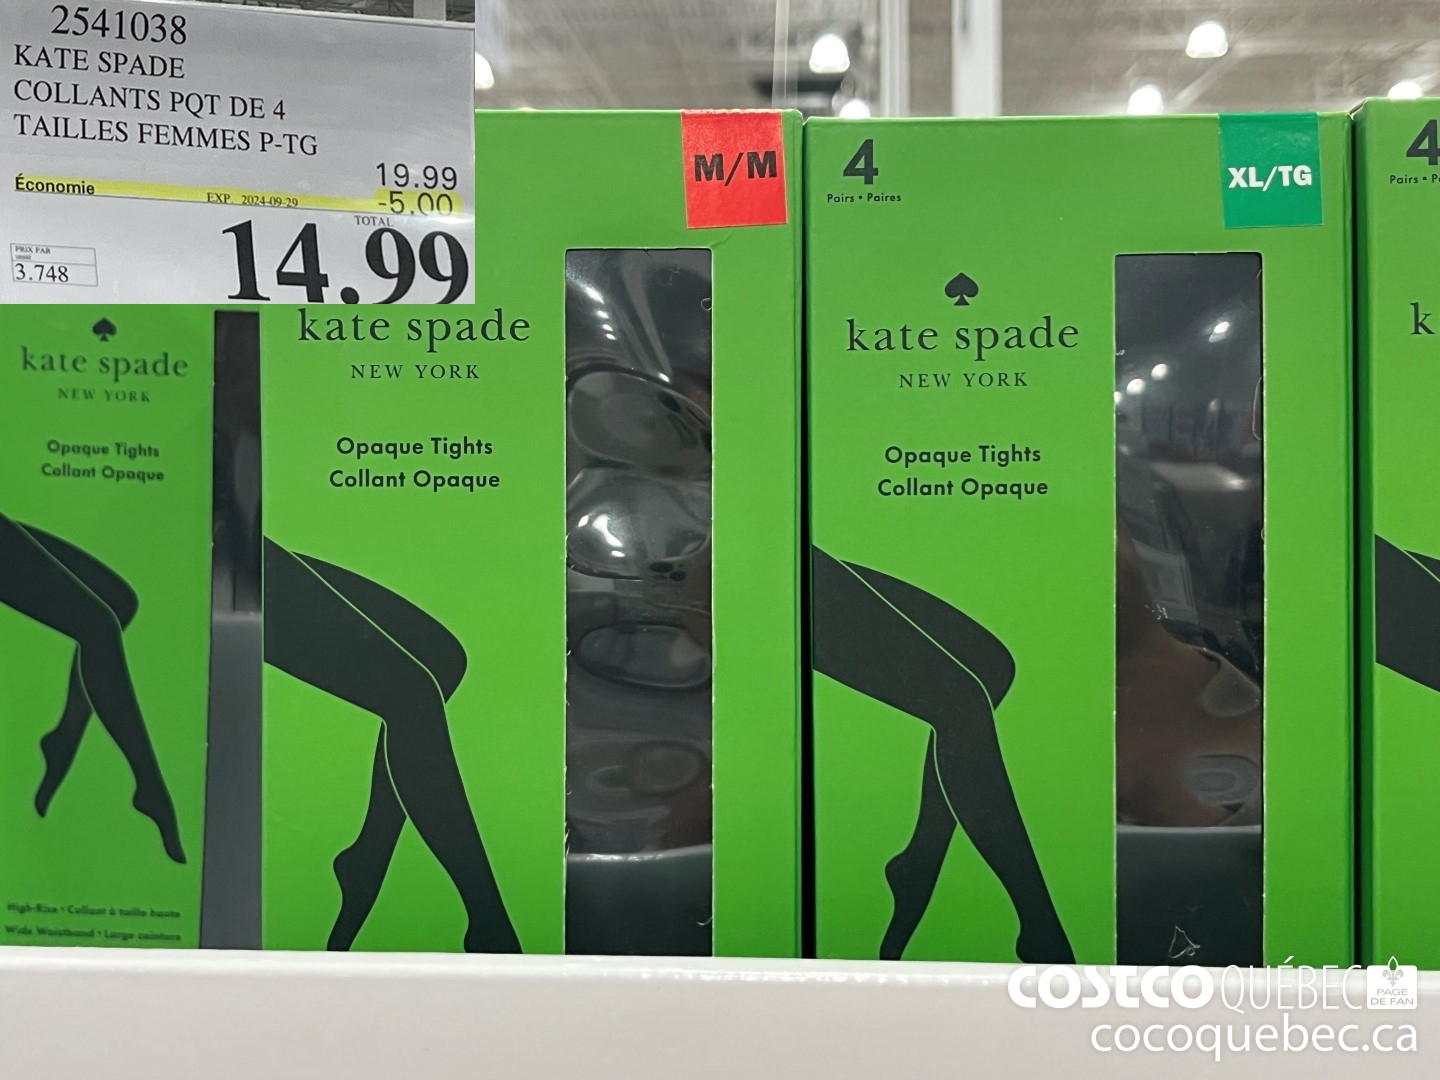 2541038
KATE SPADE
COLLANTS PQT DE 4
TAILLES FEMMES P-TG
19.99
Économie EXP. 2024-09-29 -5.00
TOTAL
14.99
PRIX PAR
3.748
kate spade
NEW YORK
Opaque Tights
Collant Opaque
High-Rise • Collant à taille haute
Wide Waistband • Large ceinture
M/M
kate spade
NEW YORK
Opaque Tights
Collant Opaque
4
Pairs • Paires
XL/TG
kate spade
NEW YORK
Opaque Tights
Collant Opaque
4
Pairs • P
k
COSTCO QUÉBEC
PAGE
DE FAN
cocoquebec.ca